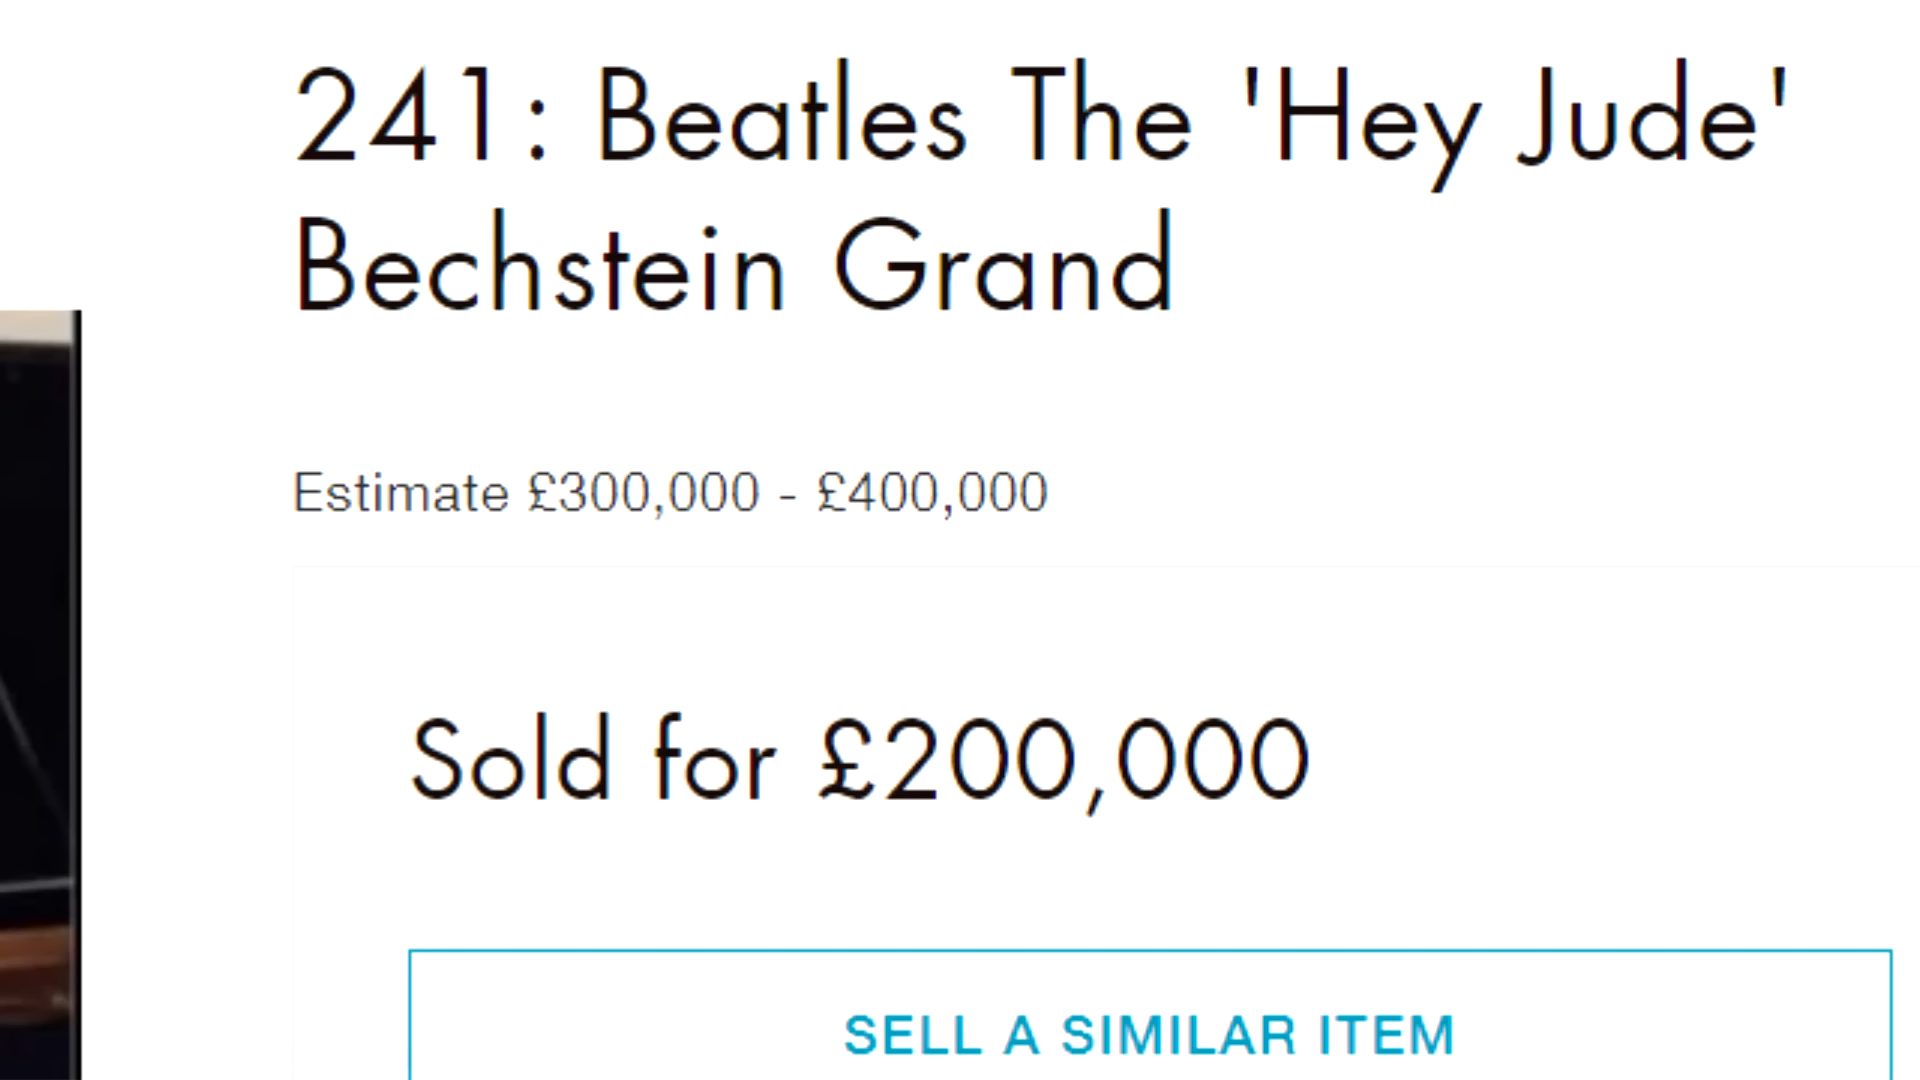 241: Beatles The 'Hey Jude'
Bechstein Grand
Estimate £300,000 - £400,000
Sold for £200,000
SELL A SIMILAR ITEM